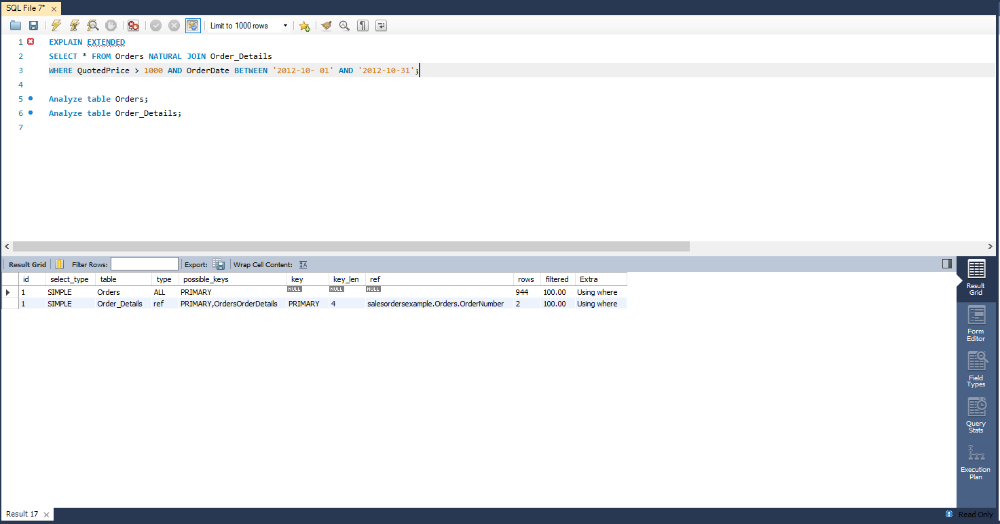 SQL File 7*
Limit to 1000 rows
1 EXPLAIN EXTENDED
2 SELECT * FROM Orders NATURAL JOIN Order_Details
3 WHERE QuotedPrice > 1000 AND OrderDate BETWEEN '2012-10- 01' AND '2012-10-31';
4
5 Analyze table Orders;
6 Analyze table Order_Details;
7
Result Grid Filter Rows: Export: Wrap Cell Content:
id select_type table type possible_keys key key_len ref rows filtered Extra
1 SIMPLE Orders ALL PRIMARY NULL NULL NULL 944 100.00 Using where
1 SIMPLE Order_Details ref PRIMARY,OrdersOrderDetails PRIMARY 4 salesordersexample.Orders.OrderNumber 2 100.00 Using where
Result
Grid
Form
Editor
Field
Types
Query
Stats
Execution
Plan
Result 17
Read Only